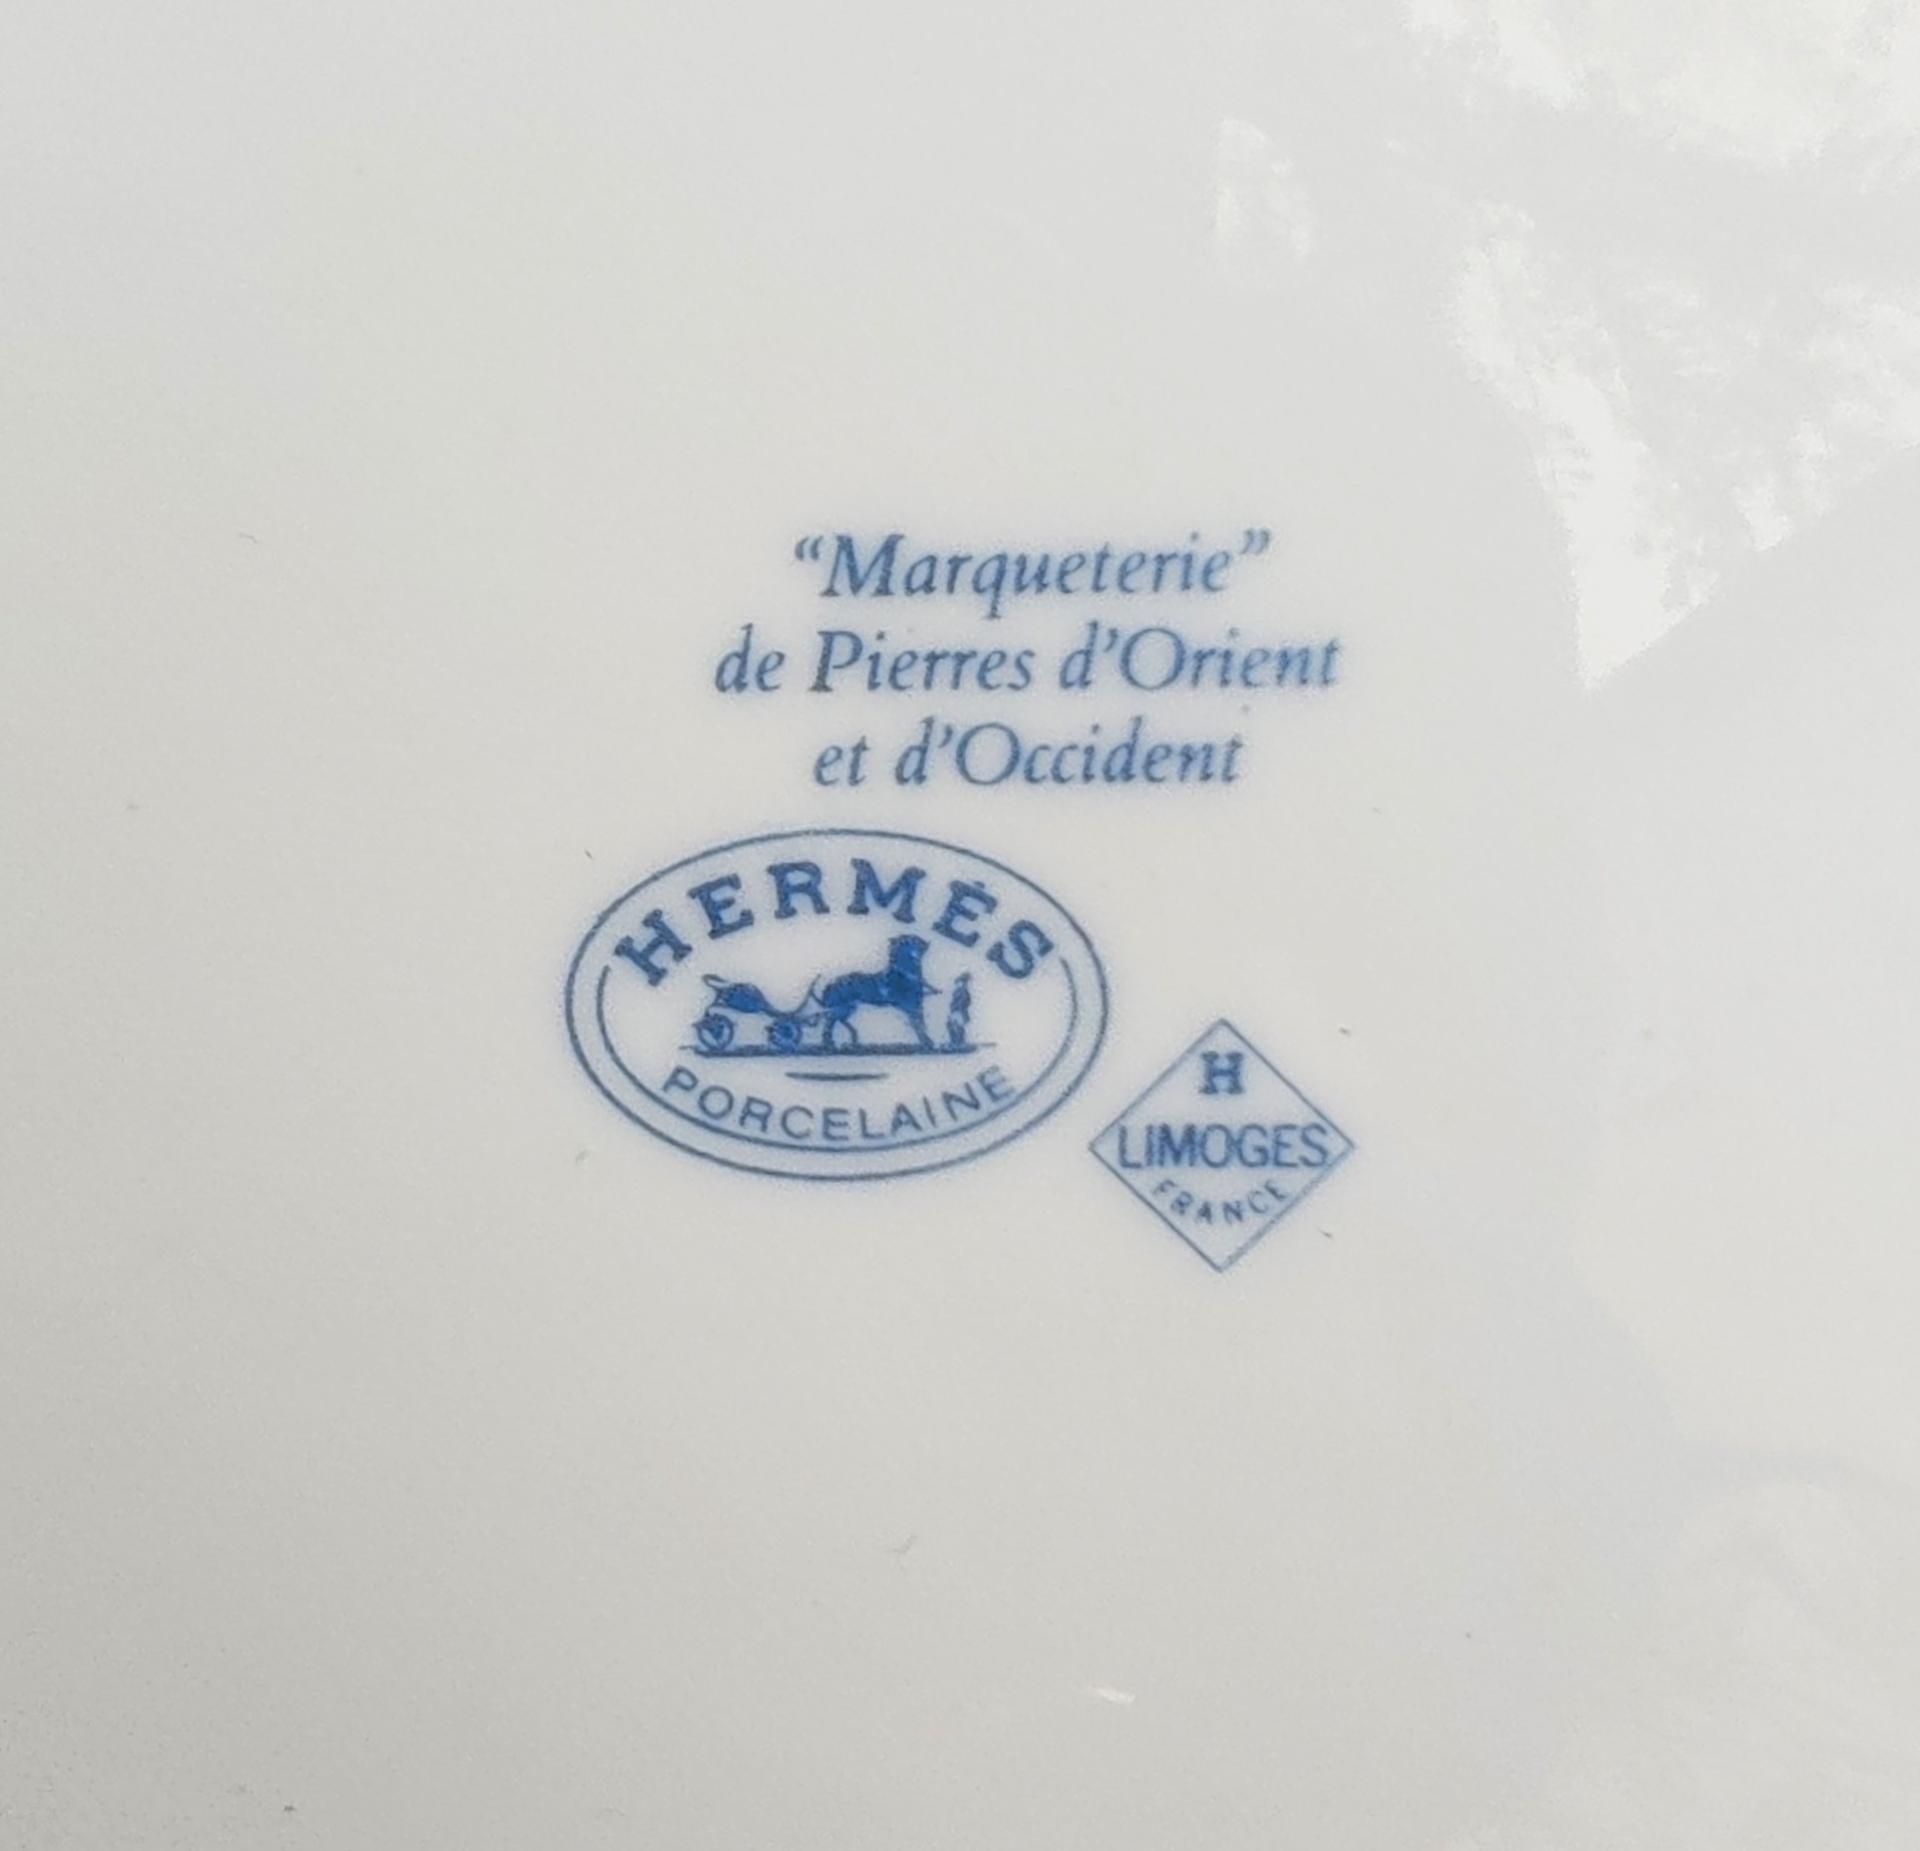 “Marqueterie”
de Pierres d’Orient
et d’Occident
HERMÈS
PORCELAINE
H
LIMOGES
FRANCE